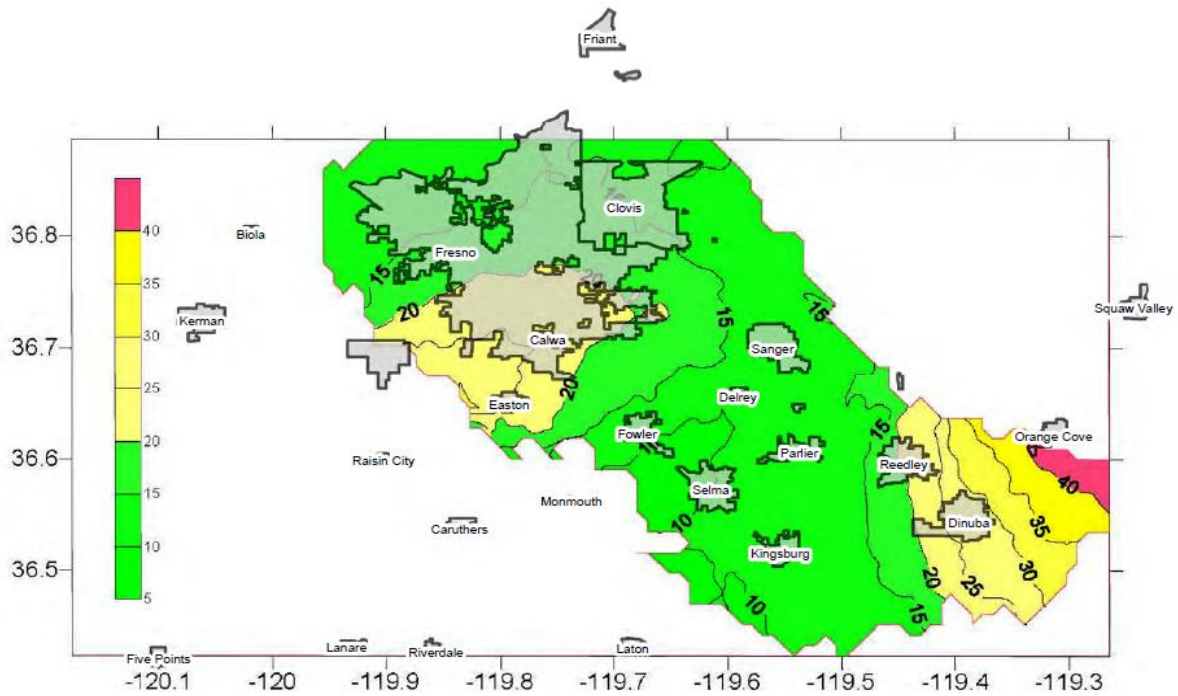 Friant
36.8
36.7
36.6
36.5
40
35
30
25
20
15
10
5
Biola
Kerman
Clovis
Fresno
15
20
20
Calwa
20
Easton
15
15
Sanger
Delrey
Fowler
10
Parlier
Selma
10
Kingsburg
10
Squaw Valley
Orange Cove
15
Reedley
40
Dinuba
35
30
25
20
15
Raisin City
Monmouth
Caruthers
Five Points
Lanare
Riverdale
Laton
-120.1
-120
-119.9
-119.8
-119.7
-119.6
-119.5
-119.4
-119.3